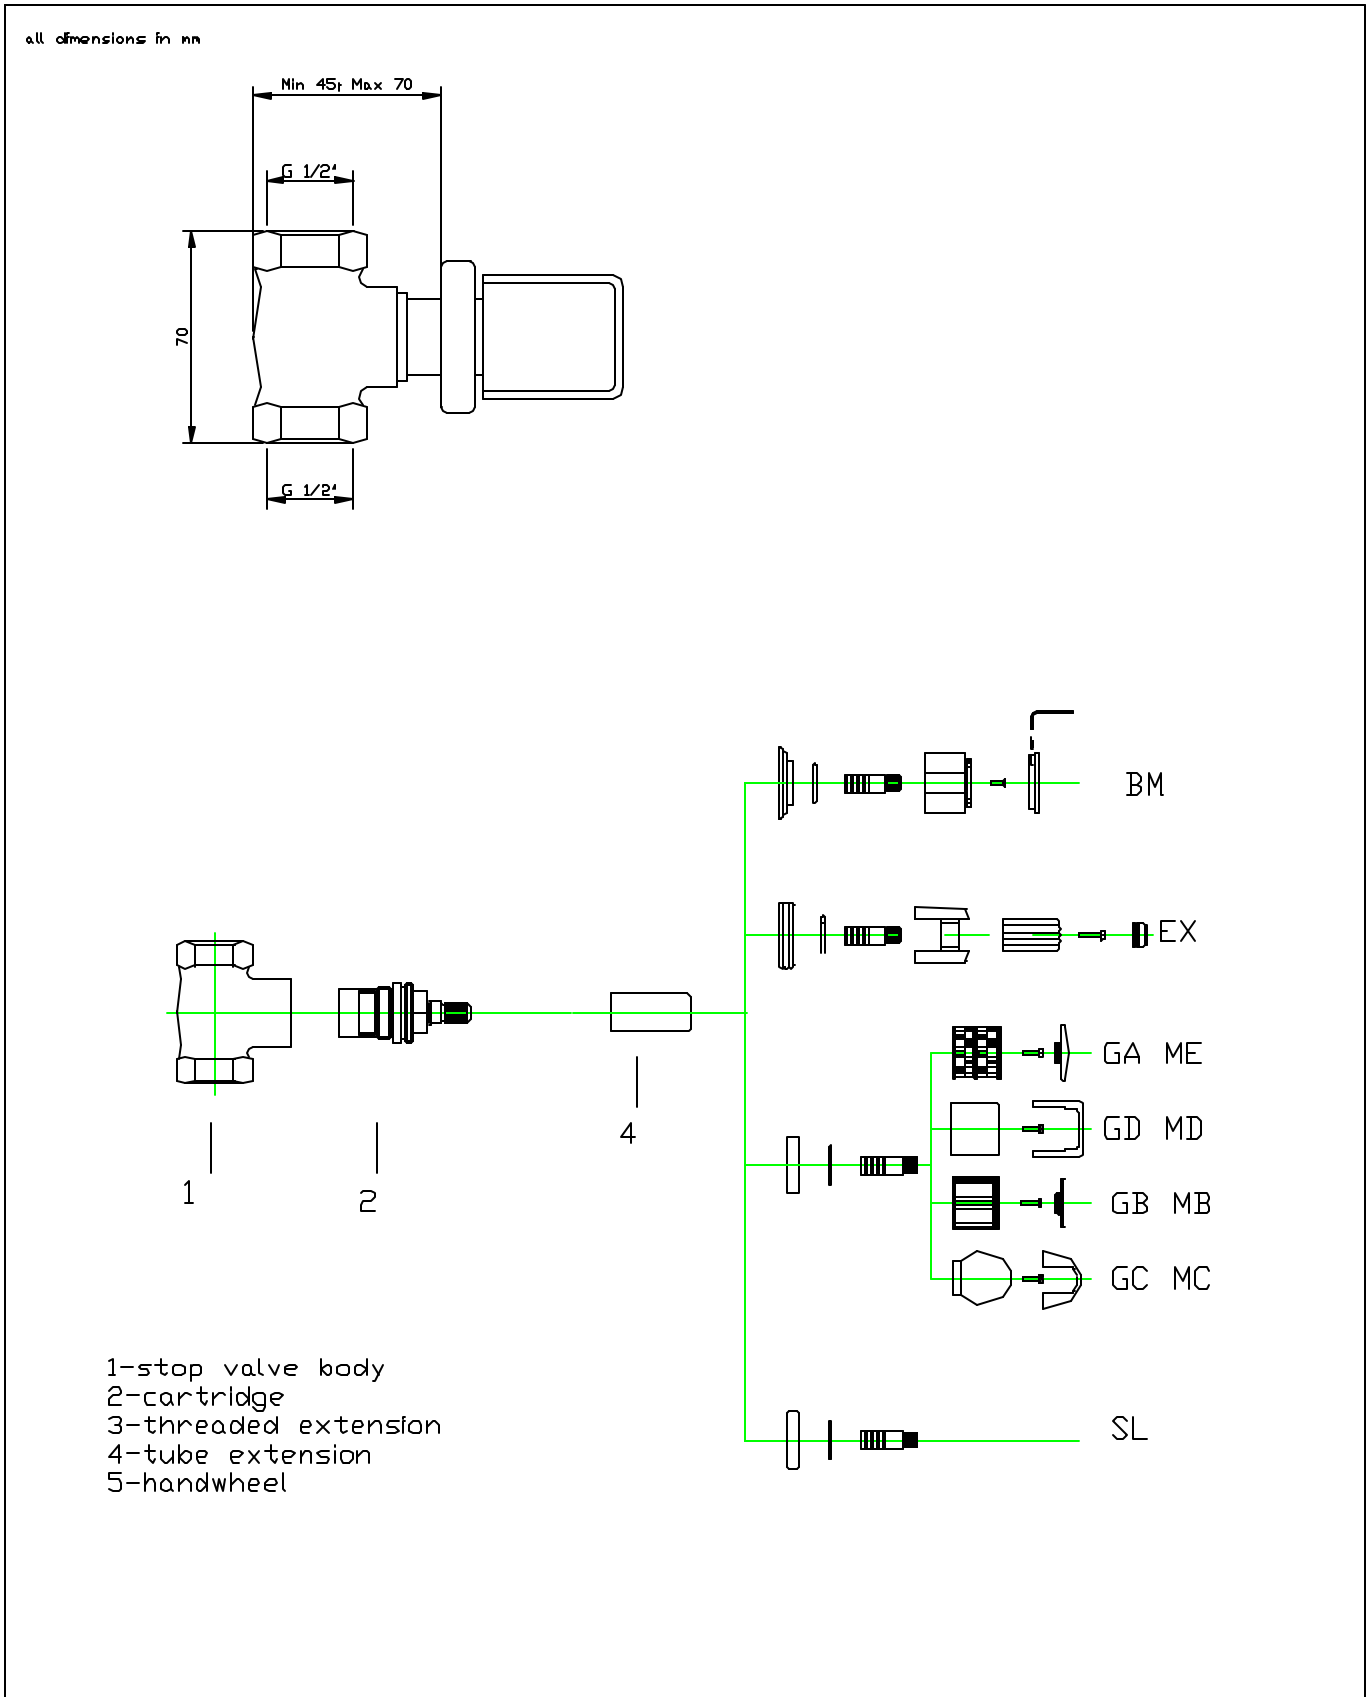 all dimensions in mm
Min 45; Max 70
G 1/2"
70
G 1/2"
BM
EX
GA ME
4
GD MD
1
2
GB MB
GC MC
1-stop valve body
2-cartridge
3-threaded extension
4-tube extension
5-handwheel
SL